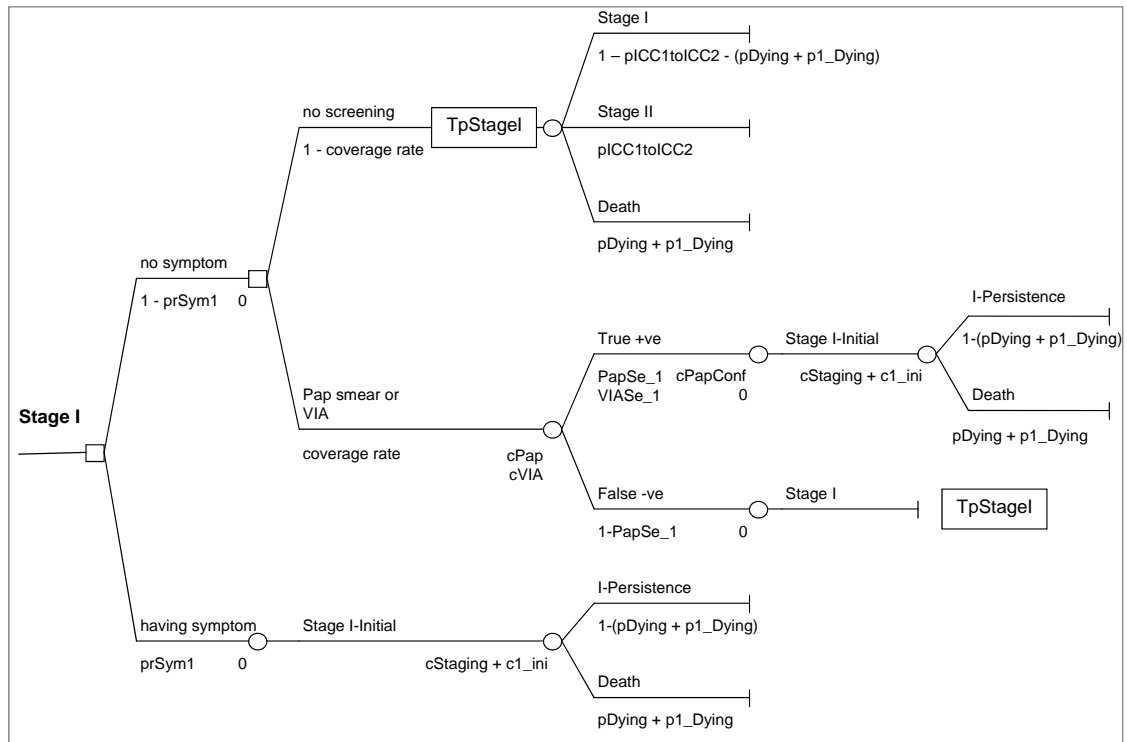 Stage I
1 – pICC1toICC2 - (pDying + p1_Dying)
no screening
TpStageI
Stage II
1 - coverage rate
pICC1toICC2
Death
pDying + p1_Dying
no symptom
1 - prSym1 0
I-Persistence
1-(pDying + p1_Dying)
True +ve
Stage I-Initial
PapSe_1 cPapConf
VIASe_1 0
cStaging + c1_ini
Death
pDying + p1_Dying
Pap smear or
VIA
coverage rate
cPap
cVIA
Stage I
False -ve
Stage I
TpStageI
1-PapSe_1 0
I-Persistence
1-(pDying + p1_Dying)
having symptom
Stage I-Initial
prSym1 0
cStaging + c1_ini
Death
pDying + p1_Dying